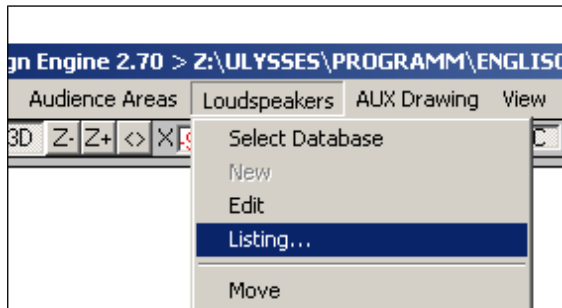 gn Engine 2.70 > Z:\ULYSSES\PROGRAMM\ENGLISC
Audience Areas Loudspeakers AUX Drawing View
3D Z- Z+ <> X C
Select Database
New
Edit
Listing...
Move